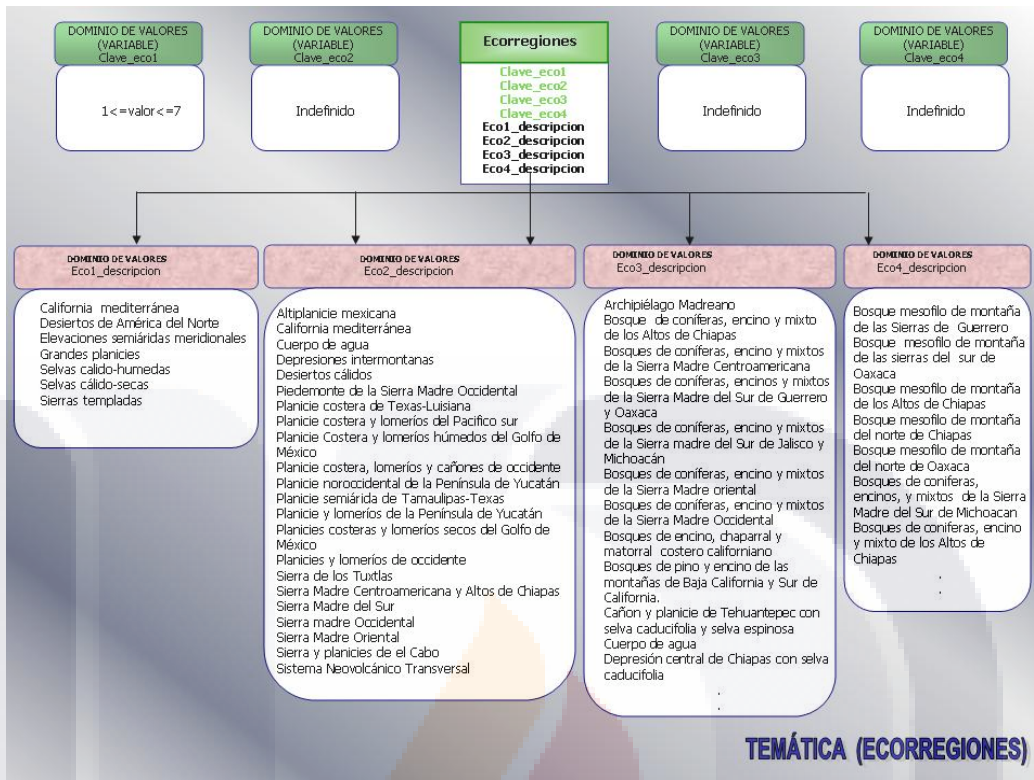 DOMINIO DE VALORES
(VARIABLE)
Clave_eco1
1<=valor<=7
DOMINIO DE VALORES
(VARIABLE)
Clave_eco2
Indefinido
Ecorregiones
Clave_eco1
Clave_eco2
Clave_eco3
Clave_eco4
Eco1_descripcion
Eco2_descripcion
Eco3_descripcion
Eco4_descripcion
DOMINIO DE VALORES
(VARIABLE)
Clave_eco3
Indefinido
DOMINIO DE VALORES
(VARIABLE)
Clave_eco4
Indefinido
DOMINIO DE VALORES
Eco1_descripcion
California mediterránea
Desiertos de América del Norte
Elevaciones semiáridas meridionales
Grandes planicies
Selvas calido-humedas
Selvas cálido-secas
Sierras templadas
DOMINIO DE VALORES
Eco2_descripcion
Altiplanicie mexicana
California mediterránea
Cuerpo de agua
Depresiones intermontanas
Desiertos cálidos
Piedemonte de la Sierra Madre Occidental
Planicie costera de Texas-Luisiana
Planicie costera y lomeríos del Pacifico sur
Planicie Costera y lomeríos húmedos del Golfo de
México
Planicie costera, lomeríos y cañones de occidente
Planicie noroccidental de la Península de Yucatán
Planicie semiárida de Tamaulipas-Texas
Planicie y lomeríos de la Península de Yucatán
Planicies costeras y lomeríos secos del Golfo de
México
Planicies y lomeríos de occidente
Sierra de los Tuxtlas
Sierra Madre Centroamericana y Altos de Chiapas
Sierra Madre del Sur
Sierra madre Occidental
Sierra Madre Oriental
Sierra y planicies de el Cabo
Sistema Neovolcánico Transversal
DOMINIO DE VALORES
Eco3_descripcion
Archipiélago Madreano
Bosque de coníferas, encino y mixto
de los Altos de Chiapas
Bosques de coníferas, encino y mixtos
de la Sierra Madre Centroamericana
Bosques de coníferas, encinos y mixtos
de la Sierra Madre del Sur de Guerrero
y Oaxaca
Bosques de coníferas, encino y mixtos
de la Sierra madre del Sur de Jalisco y
Michoacán
Bosques de coníferas, encino y mixtos
de la Sierra Madre oriental
Bosques de coníferas, encino y mixtos
de la Sierra Madre Occidental
Bosques de encino, chaparral y
matorral costero californiano
Bosques de pino y encino de las
montañas de Baja California y Sur de
California.
Cañon y planicie de Tehuantepec con
selva caducifolia y selva espinosa
Cuerpo de agua
Depresión central de Chiapas con selva
caducifolia
.
.
DOMINIO DE VALORES
Eco4_descripcion
Bosque mesofilo de montaña
de las Sierras de Guerrero
Bosque mesofilo de montaña
de las sierras del sur de
Oaxaca
Bosque mesofilo de montaña
de los Altos de Chiapas
Bosque mesofilo de montaña
del norte de Chiapas
Bosque mesofilo de montaña
del norte de Oaxaca
Bosques de coniferas,
encinos, y mixtos de la Sierra
Madre del Sur de Michoacan
Bosques de coniferas, encino
y mixto de los Altos de
Chiapas
.
.
TEMÁTICA (ECORREGIONES)